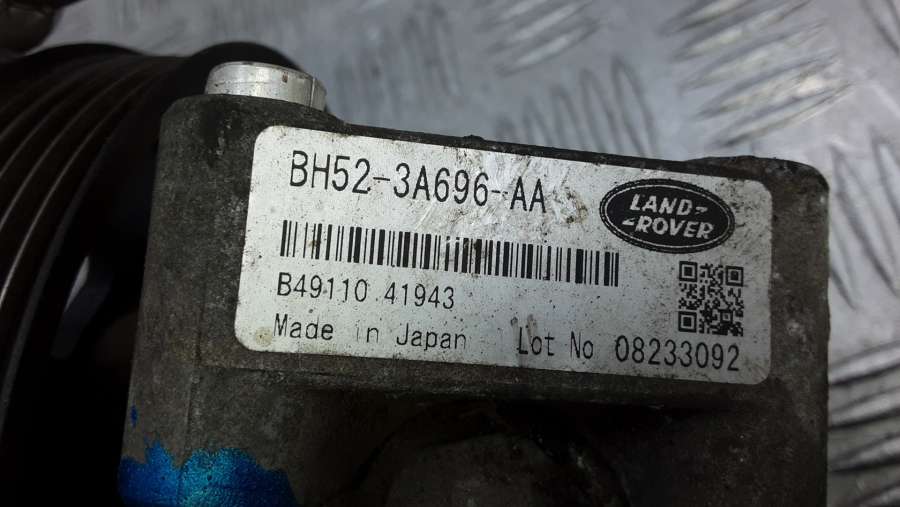 BH52-3A696-AA
LAND-
-ROVER
B49110 41943
Made in Japan Lot No 08233092